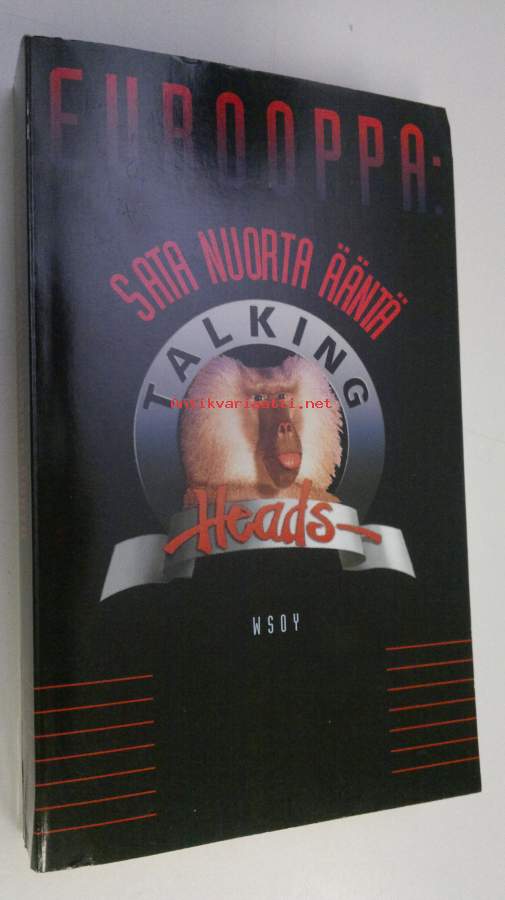 EUROOPPA:
SATA NUORTA ÄÄNTÄ
TALKING
Antikvariaatti.net
Heads
WSOY